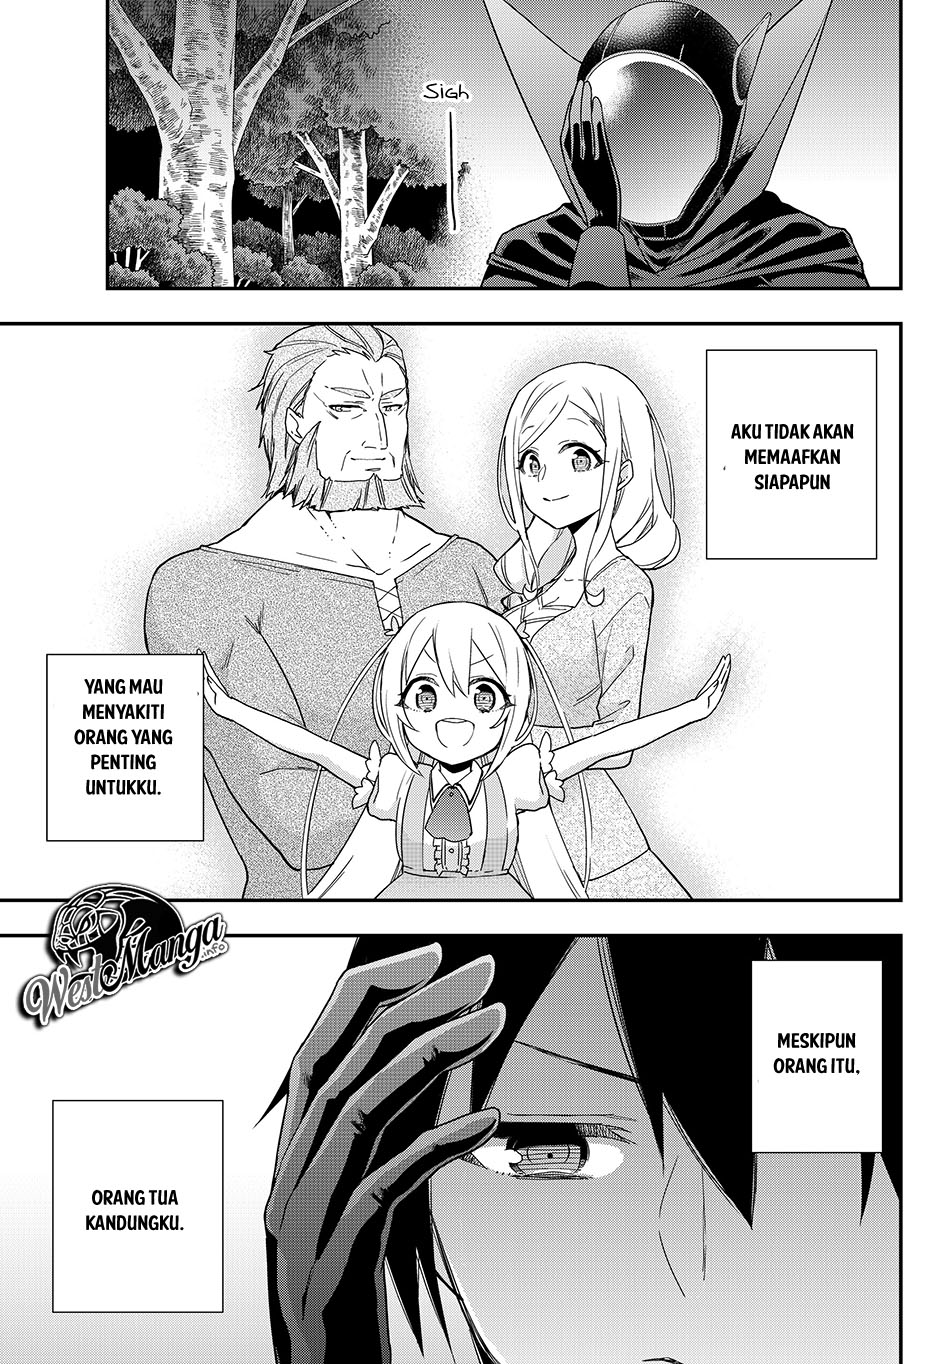 Sigh
AKU TIDAK AKAN
MEMAAFKAN
SIAPAPUN
YANG MAU
MENYAKITI
ORANG YANG
PENTING
UNTUKKU.
WestManga
.info
MESKIPUN
ORANG ITU,
ORANG TUA
KANDUNGKU.